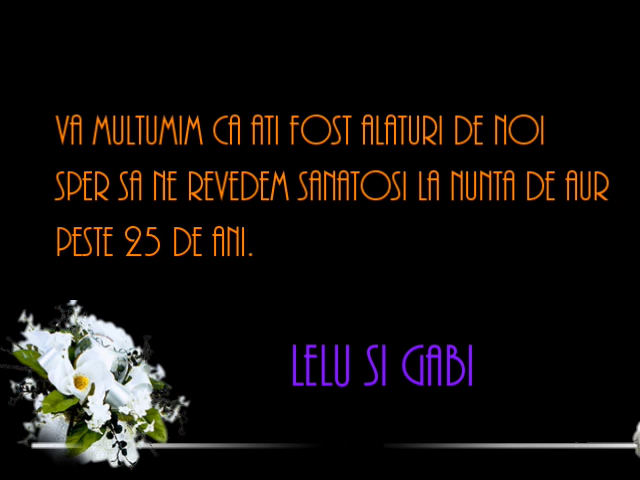 VA MULTUMIM CA ATI FOST ALATURI DE NOI
SPER SA NE REVEDEM SANATOSI LA NUNTA DE AUR
PESTE 25 DE ANI.
LELU SI GABI